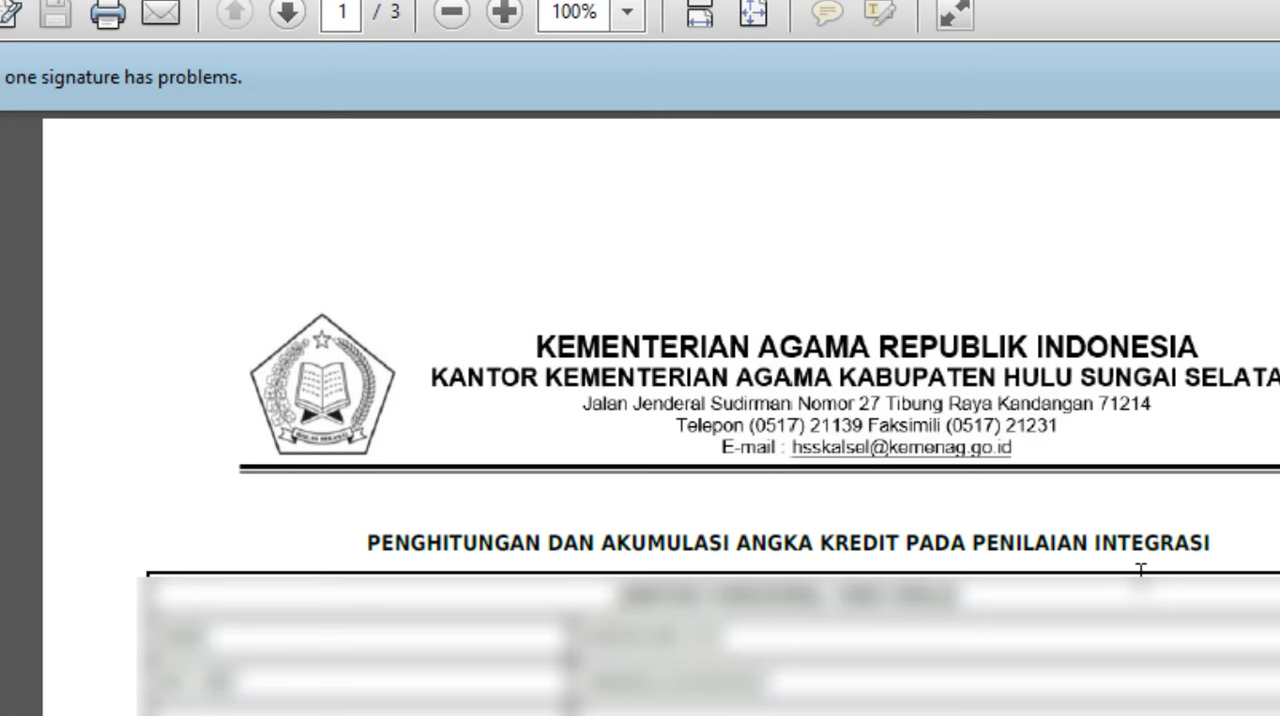 1 / 3 100%
one signature has problems.
KEMENTERIAN AGAMA REPUBLIK INDONESIA
KANTOR KEMENTERIAN AGAMA KABUPATEN HULU SUNGAI SELATA
Jalan Jenderal Sudirman Nomor 27 Tibung Raya Kandangan 71214
Telepon (0517) 21139 Faksimili (0517) 21231
E-mail : hsskalsel@kemenag.go.id
PENGHITUNGAN DAN AKUMULASI ANGKA KREDIT PADA PENILAIAN INTEGRASI